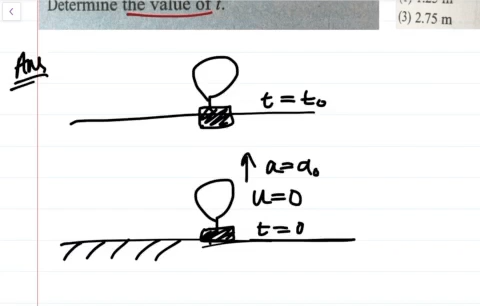 Determine the value of t.
(3) 2.75 m
Ans
t = t₀
a = a₀
u = 0
t = 0